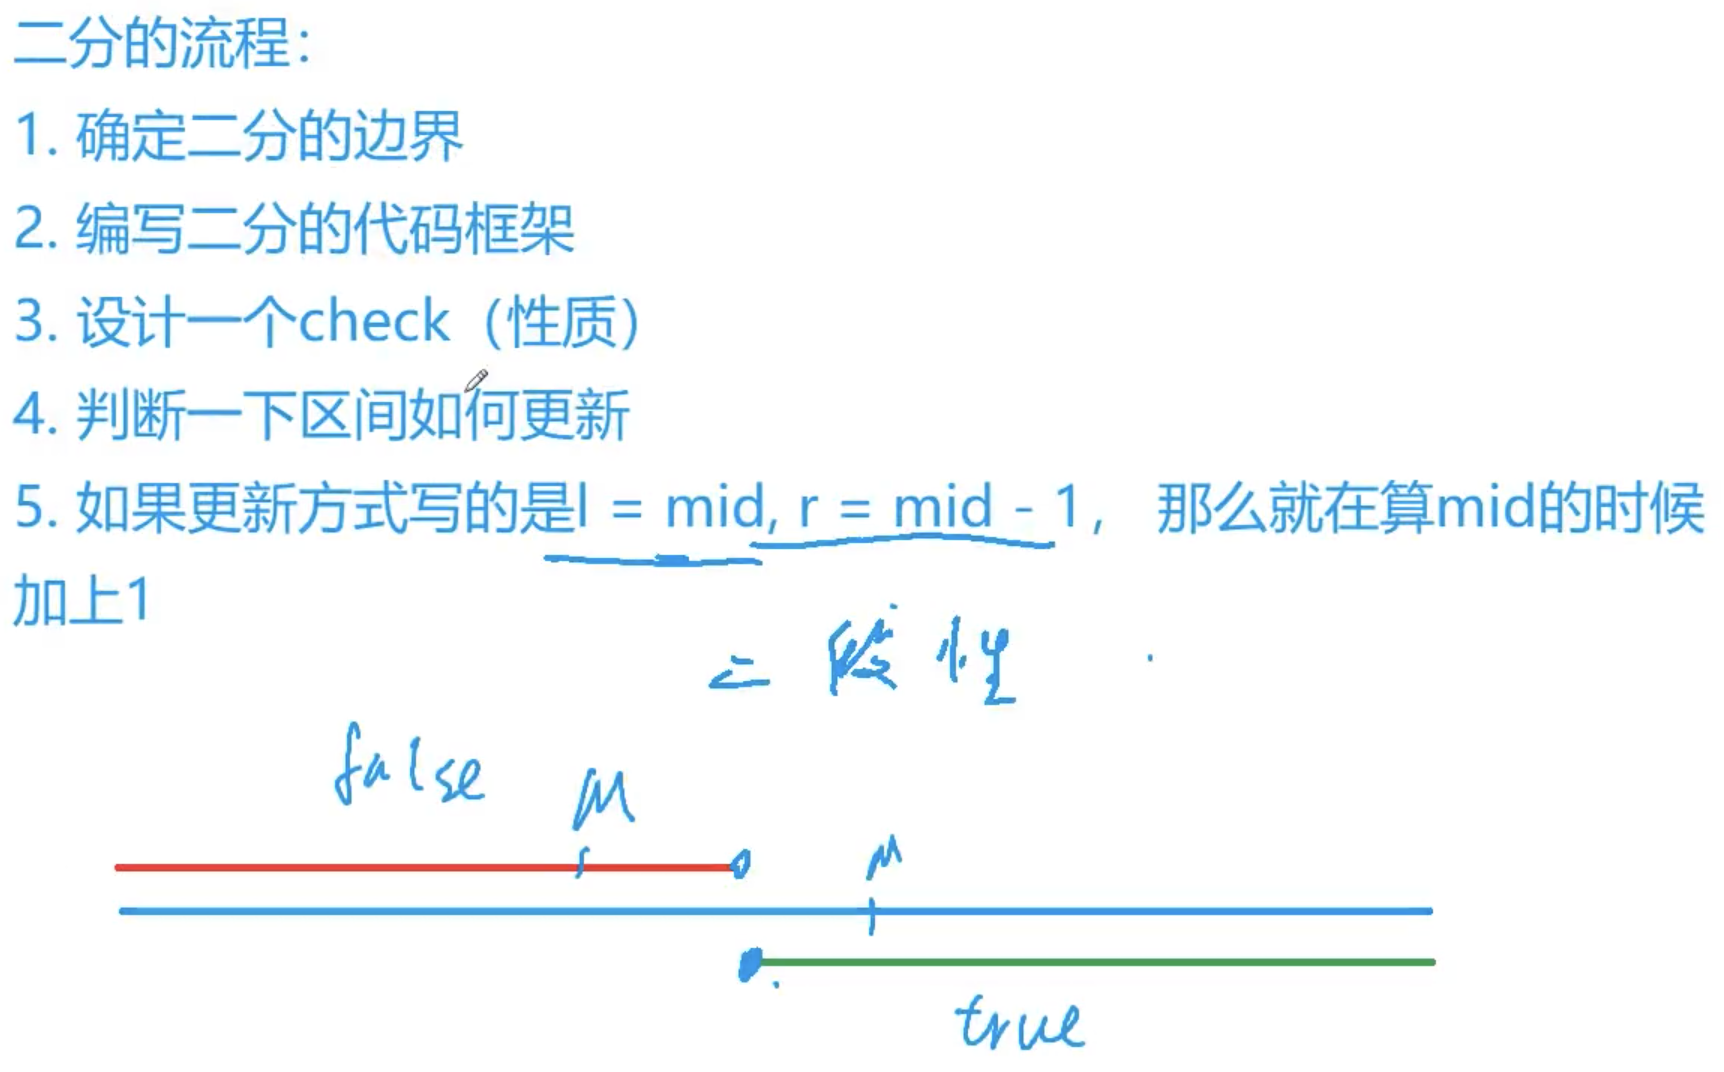 二分的流程：
1. 确定二分的边界
2. 编写二分的代码框架
3. 设计一个check（性质）
4. 判断一下区间如何更新
5. 如果更新方式写的是l = mid, r = mid - 1， 那么就在算mid的时候
加上1
二段性
false
M
M
true